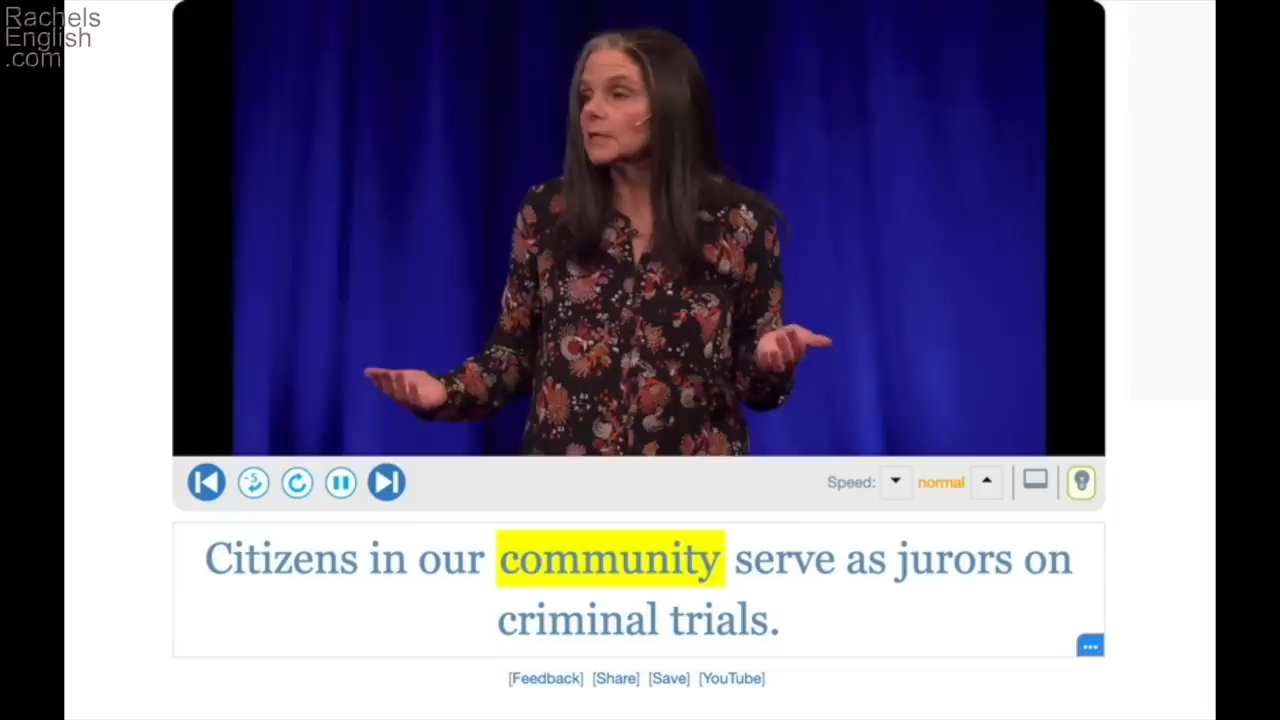 Rachels
English
.com
Speed: normal
Citizens in our community serve as jurors on
criminal trials.
[Feedback] [Share] [Save] [YouTube]